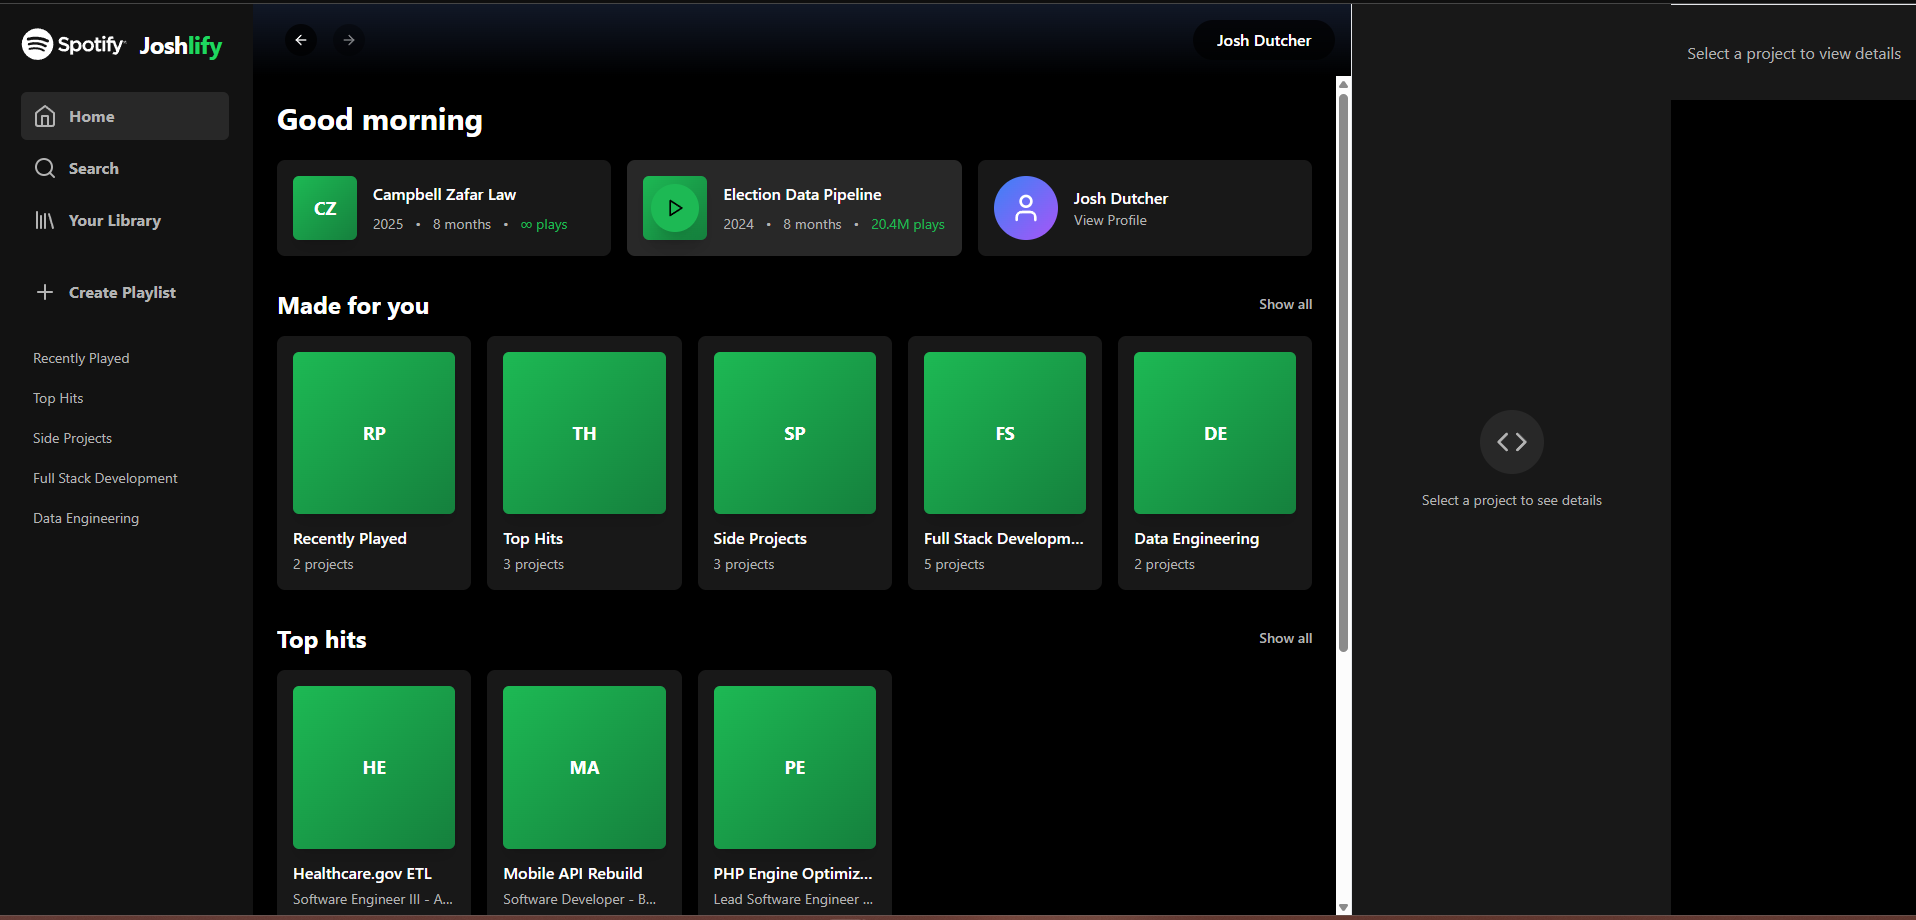 Spotify Joshlify
Home
Search
Your Library
Create Playlist
Recently Played
Top Hits
Side Projects
Full Stack Development
Data Engineering
Josh Dutcher
Good morning
CZ
Campbell Zafar Law
2025 • 8 months • ∞ plays
Election Data Pipeline
2024 • 8 months • 20.4M plays
Josh Dutcher
View Profile
Made for you
Show all
RP
Recently Played
2 projects
TH
Top Hits
3 projects
SP
Side Projects
3 projects
FS
Full Stack Developm...
5 projects
DE
Data Engineering
2 projects
Top hits
Show all
HE
Healthcare.gov ETL
Software Engineer III - A...
MA
Mobile API Rebuild
Software Developer - B...
PE
PHP Engine Optimiz...
Lead Software Engineer ...
Select a project to see details
Select a project to view details